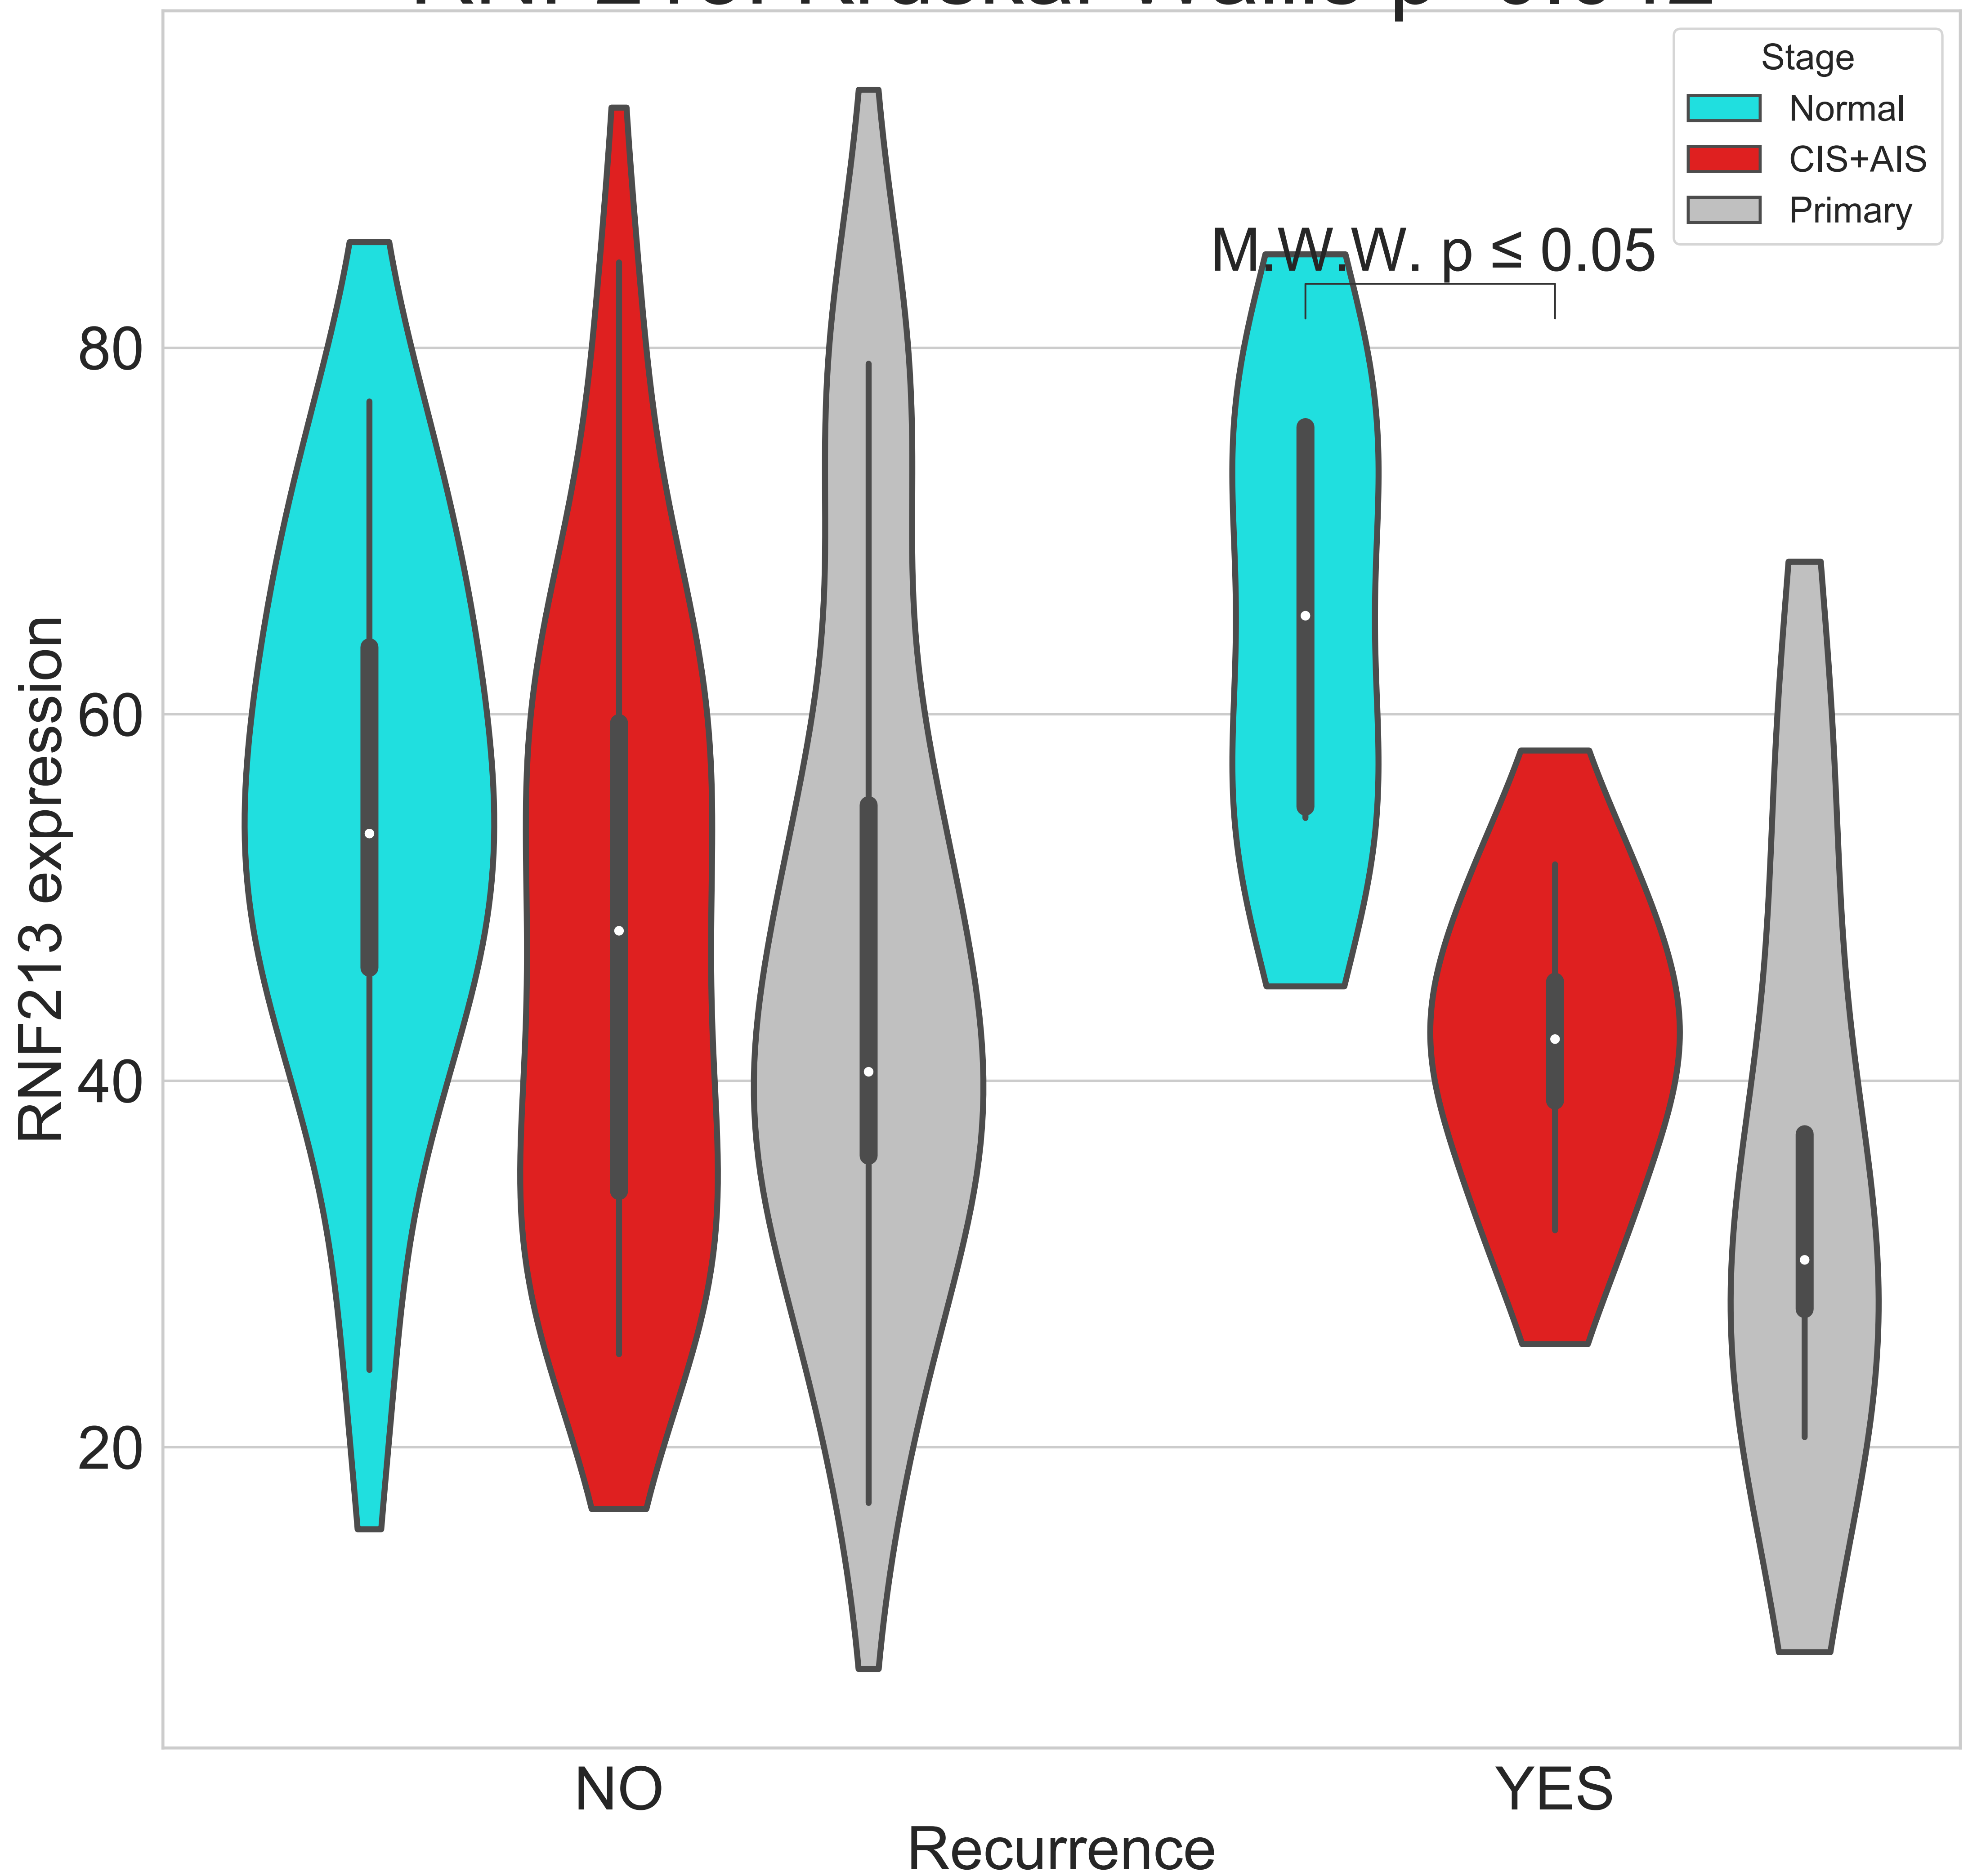 Stage
Normal
CIS+AIS
Primary
M.W.W. p ≤ 0.05
80
60
40
20
RNF213 expression
NO
YES
Recurrence